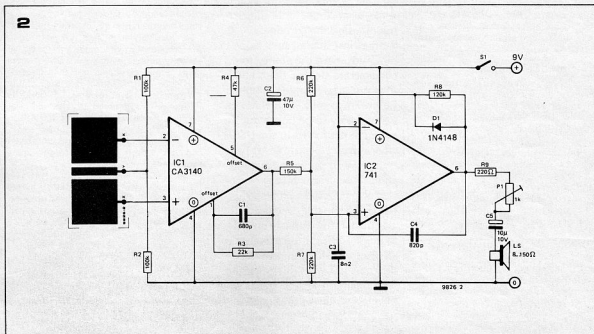 2
S1
9V
+
R1
100k
R4
47k
C2
47µ
10V
R6
220k
R8
120k
D1
1N4148
7
2
−
+
IC1
CA3140
5
offset
6
R5
150k
3
+
0
offset
1
4
C1
680p
R3
22k
R2
100k
R7
220k
7
2
−
+
IC2
741
6
3
+
0
4
C3
8n2
C4
820p
R9
220Ω
P1
1k
C5
10µ
10V
LS
8...150Ω
9826 2
0